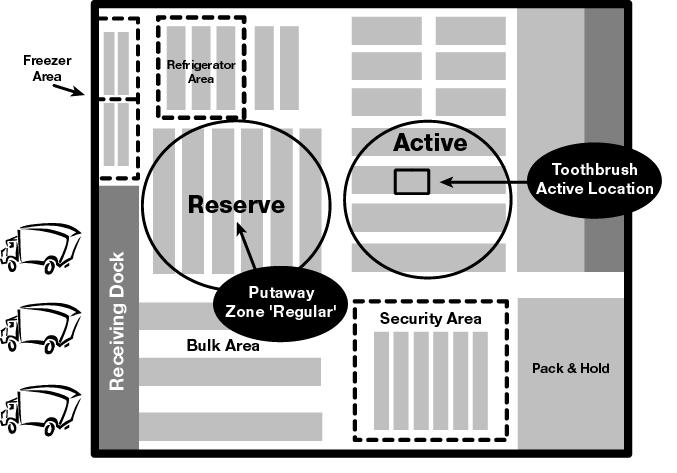 Freezer
Area
Refrigerator
Area
Active
Toothbrush
Active Location
Reserve
Putaway
Zone 'Regular'
Receiving Dock
Bulk Area
Security Area
Pack & Hold